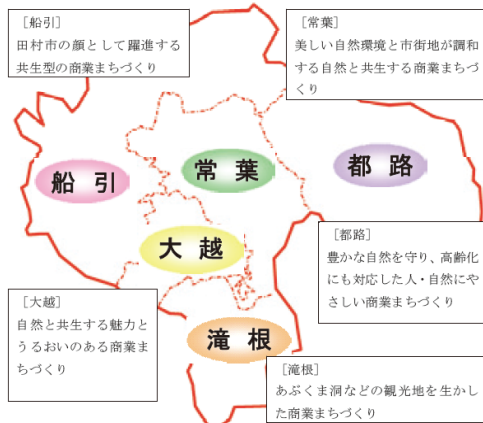 ［船引］
田村市の顔として躍進する
共生型の商業まちづくり
［常葉］
美しい自然環境と市街地が調和
する自然と共生する商業まちづ
くり
船引
常葉
都路
大越
滝根
［都路］
豊かな自然を守り、高齢化
にも対応した人・自然にや
さしい商業まちづくり
［大越］
自然と共生する魅力と
うるおいのある商業ま
ちづくり
［滝根］
あぶくま洞などの観光地を生かし
た商業まちづくり